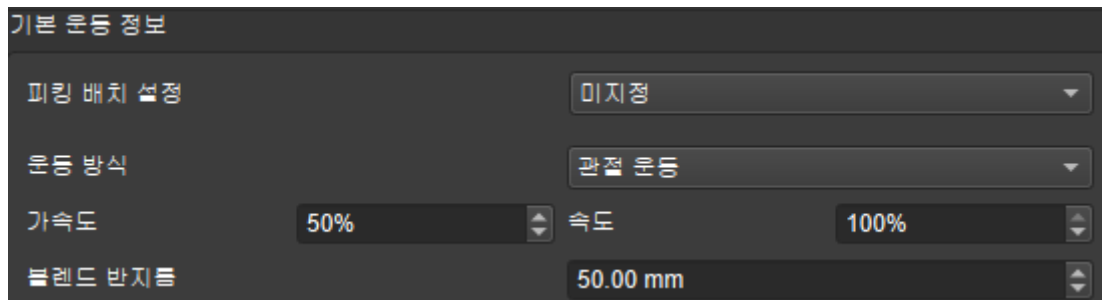 기본 운동 정보
피킹 배치 설정 미지정
운동 방식 관절 운동
가속도 50% 속도 100%
블렌드 반지름 50.00 mm